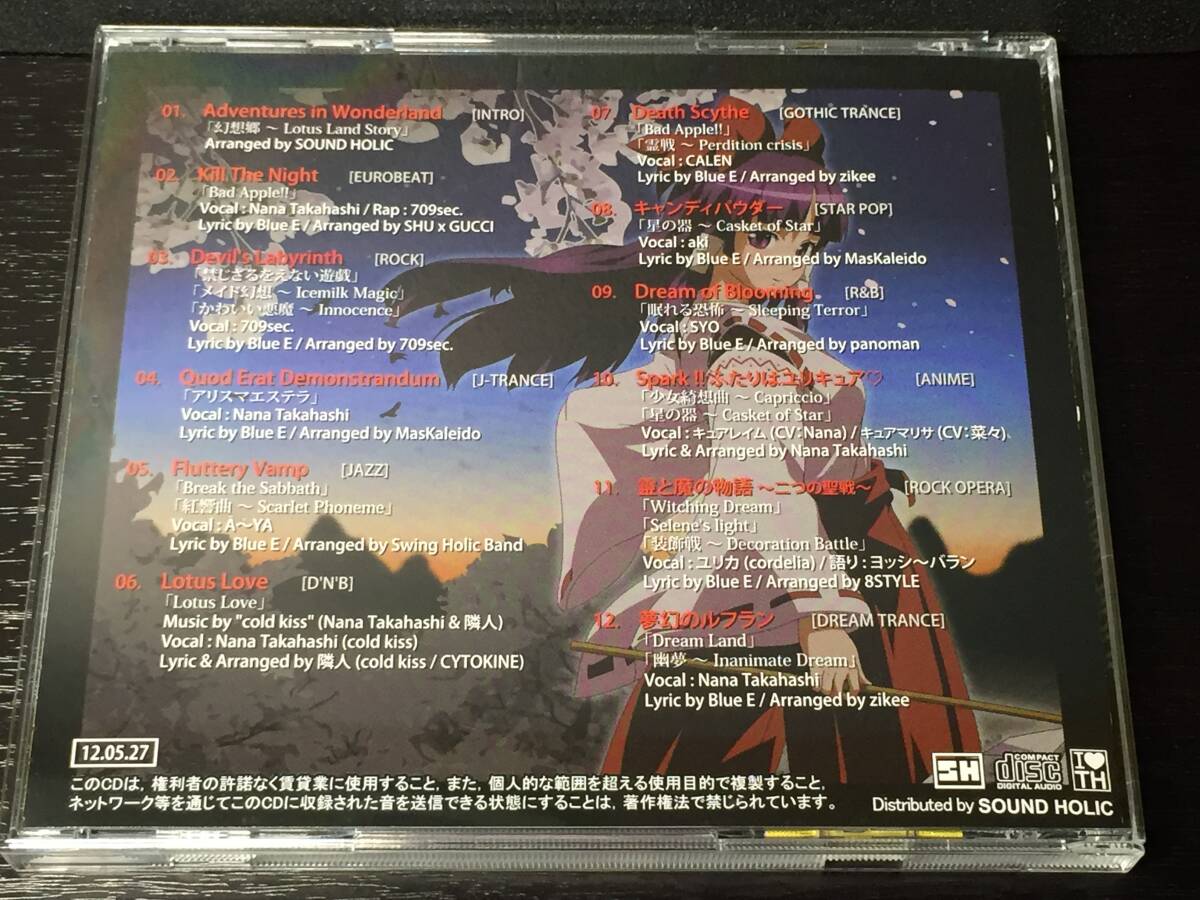 01. Adventures in Wonderland [INTRO]
「幻想郷 ～ Lotus Land Story」
Arranged by SOUND HOLIC
02. Kill The Night [EUROBEAT]
「Bad Apple!!」
Vocal : Nana Takahashi / Rap : 709sec.
Lyric by Blue E / Arranged by SHU x GUCCI
03. Devil's Labyrinth [ROCK]
「禁じざるをえない遊戯」
「メイド幻想 ～ Icemilk Magic」
「かわいい悪魔 ～ Innocence」
Vocal : 709sec.
Lyric by Blue E / Arranged by 709sec.
04. Quod Erat Demonstrandum [J-TRANCE]
「アリスマエステラ」
Vocal : Nana Takahashi
Lyric by Blue E / Arranged by MasKaleido
05. Fluttery Vamp [JAZZ]
「Break the Sabbath」
「紅響曲 ～ Scarlet Phoneme」
Vocal : A～YA
Lyric by Blue E / Arranged by Swing Holic Band
06. Lotus Love [D'N'B]
「Lotus Love」
Music by "cold kiss" (Nana Takahashi & 隣人)
Vocal : Nana Takahashi (cold kiss)
Lyric & Arranged by 隣人 (cold kiss / CYTOKINE)
07. Death Scythe [GOTHIC TRANCE]
「Bad Apple!!」
「霊戦 ～ Perdition crisis」
Vocal : CALEN
Lyric by Blue E / Arranged by zikee
08. キャンディパウダー [STAR POP]
「星の器 ～ Casket of Star」
Vocal : aki
Lyric by Blue E / Arranged by MasKaleido
09. Dream of Blooming [R&B]
「眠れる恐怖 ～ Sleeping Terror」
Vocal : SYO
Lyric by Blue E / Arranged by panoman
10. Spark !! ふたりはユリキュア♡ [ANIME]
「少女綺想曲 ～ Capriccio」
「星の器 ～ Casket of Star」
Vocal : キュアレイム (CV:Nana) / キュアマリサ (CV:菜々)
Lyric & Arranged by Nana Takahashi
11. 靈と魔の物語 ～二つの聖戦～ [ROCK OPERA]
「Witching Dream」
「Selene's light」
「装飾戦 ～ Decoration Battle」
Vocal : ユリカ (cordelia) / 語り : ヨッシ～バラン
Lyric by Blue E / Arranged by 8STYLE
12. 夢幻のルフラン [DREAM TRANCE]
「Dream Land」
「幽夢 ～ Inanimate Dream」
Vocal : Nana Takahashi
Lyric by Blue E / Arranged by zikee
12.05.27
このCDは、権利者の許諾なく賃貸業に使用すること、また、個人的な範囲を超える使用目的で複製すること、
ネットワーク等を通じてこのCDに収録された音を送信できる状態にすることは、著作権法で禁じられています。
SH
COMPACT disc DIGITAL AUDIO
I♥TH
Distributed by SOUND HOLIC